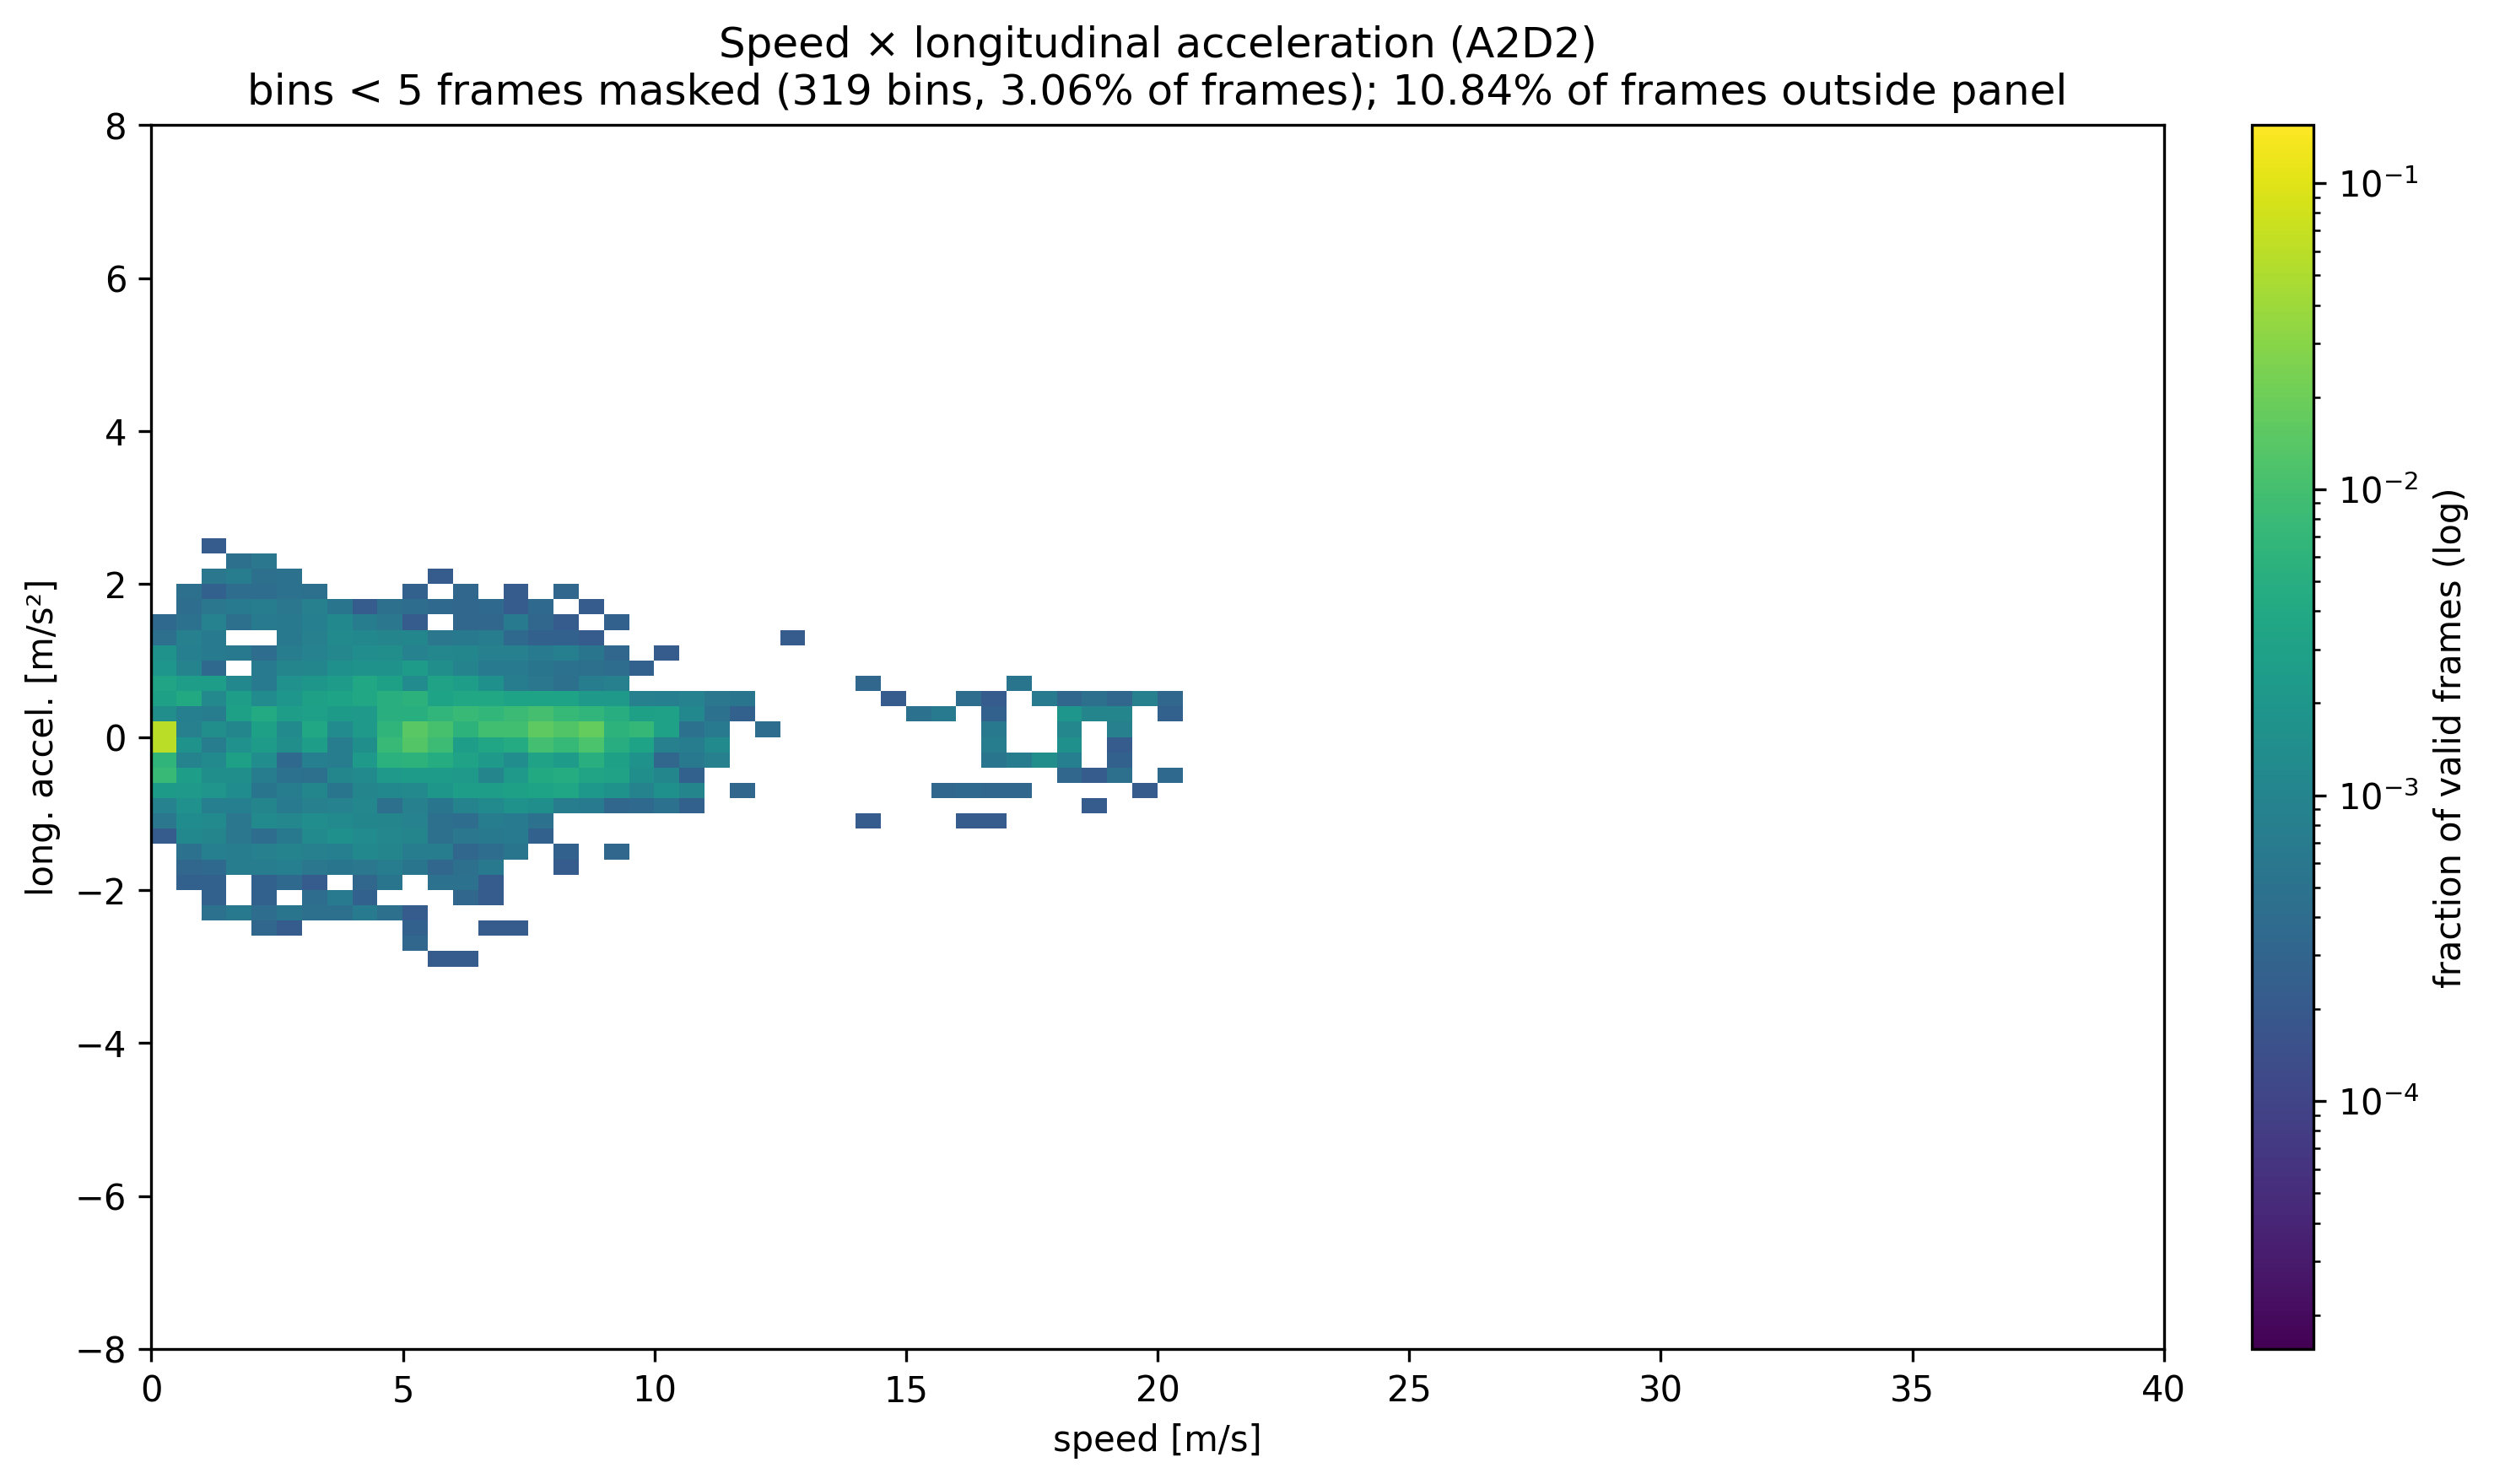 Speed × longitudinal acceleration (A2D2)
bins < 5 frames masked (319 bins, 3.06% of frames); 10.84% of frames outside panel
8
6
4
2
0
−2
−4
−6
−8
long. accel. [m/s²]
0 5 10 15 20 25 30 35 40
speed [m/s]
10⁻¹
10⁻²
10⁻³
10⁻⁴
fraction of valid frames (log)